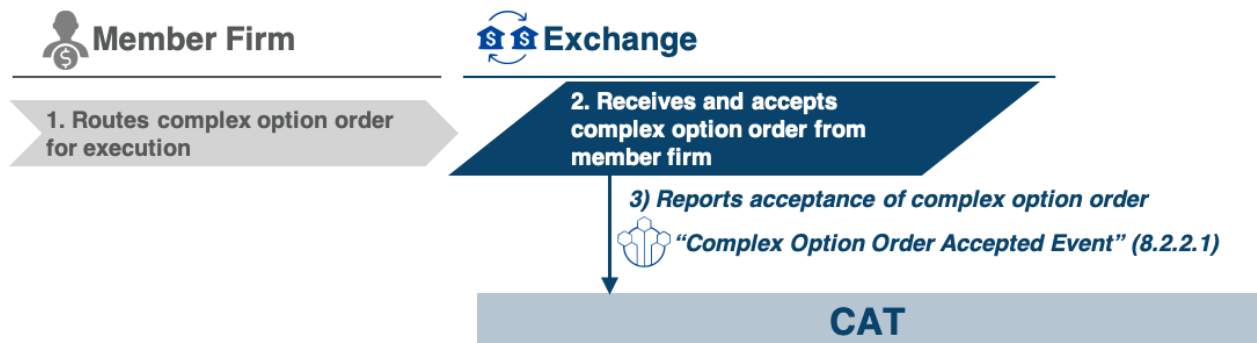 Member Firm
Exchange
1. Routes complex option order
for execution
2. Receives and accepts
complex option order from
member firm
3) Reports acceptance of complex option order
“Complex Option Order Accepted Event” (8.2.2.1)
CAT